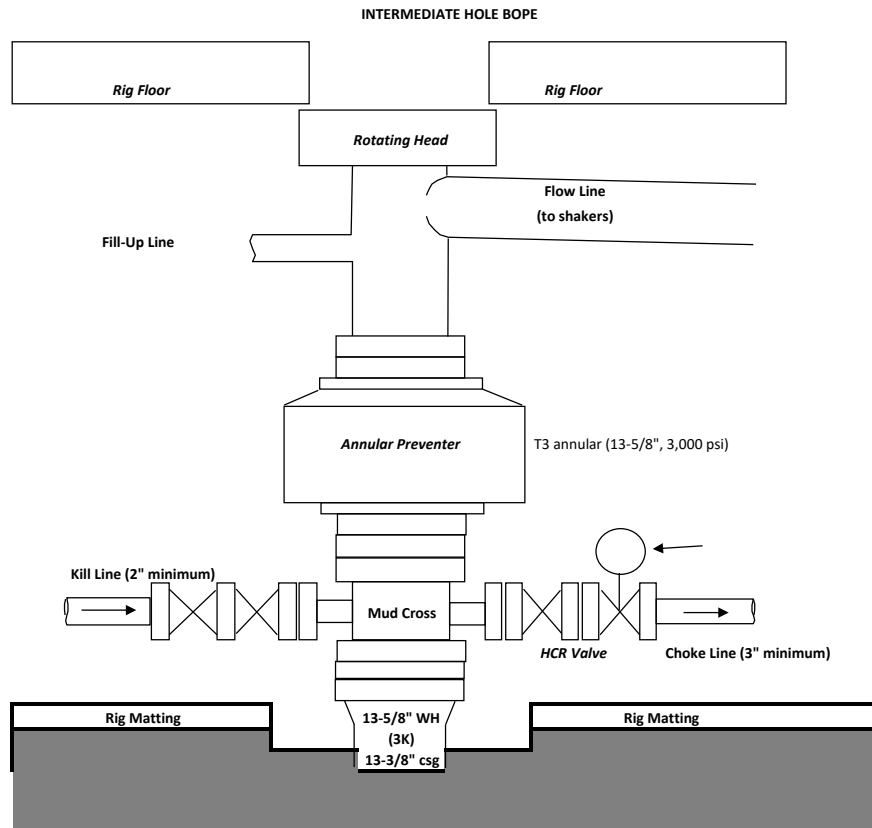 INTERMEDIATE HOLE BOPE
Rig Floor
Rig Floor
Rotating Head
Flow Line
(to shakers)
Fill-Up Line
Annular Preventer
T3 annular (13-5/8", 3,000 psi)
Kill Line (2" minimum)
Mud Cross
HCR Valve
Choke Line (3" minimum)
Rig Matting
13-5/8" WH
(3K)
13-3/8" csg
Rig Matting